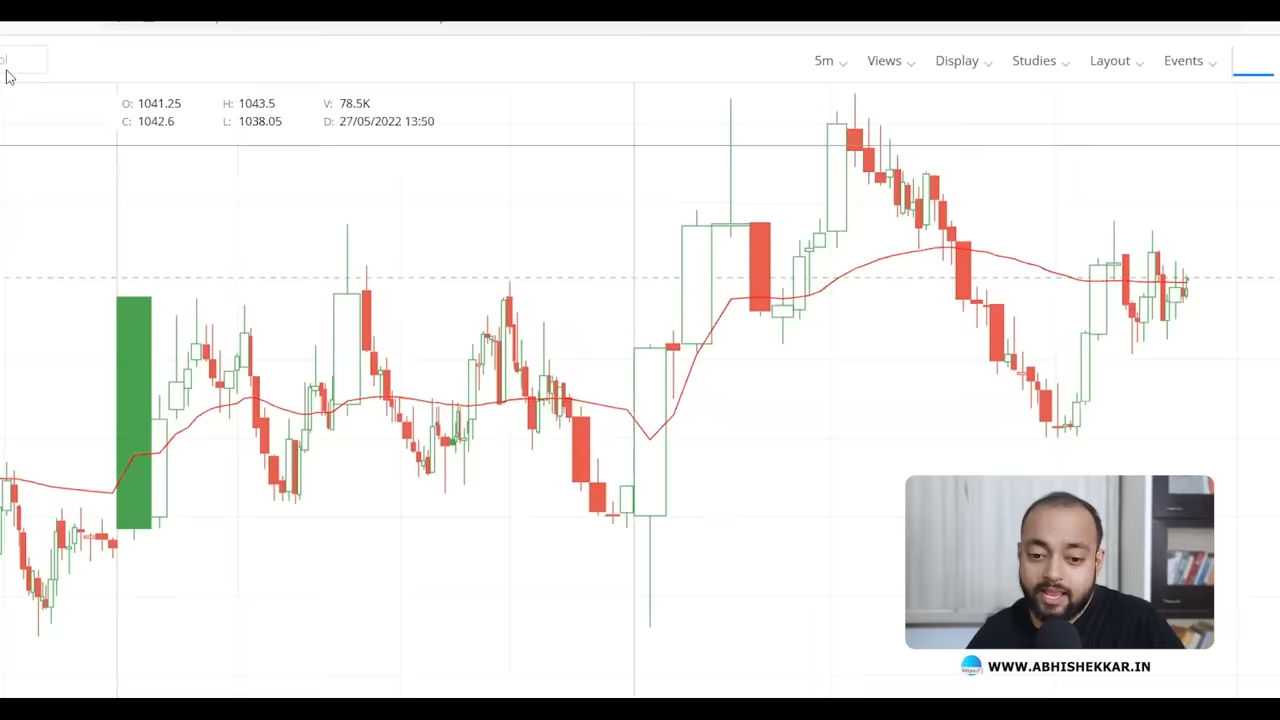 5m Views Display Studies Layout Events
O: 1041.25 H: 1043.5 V: 78.5K
C: 1042.6 L: 1038.05 D: 27/05/2022 13:50
WWW.ABHISHEKKAR.IN